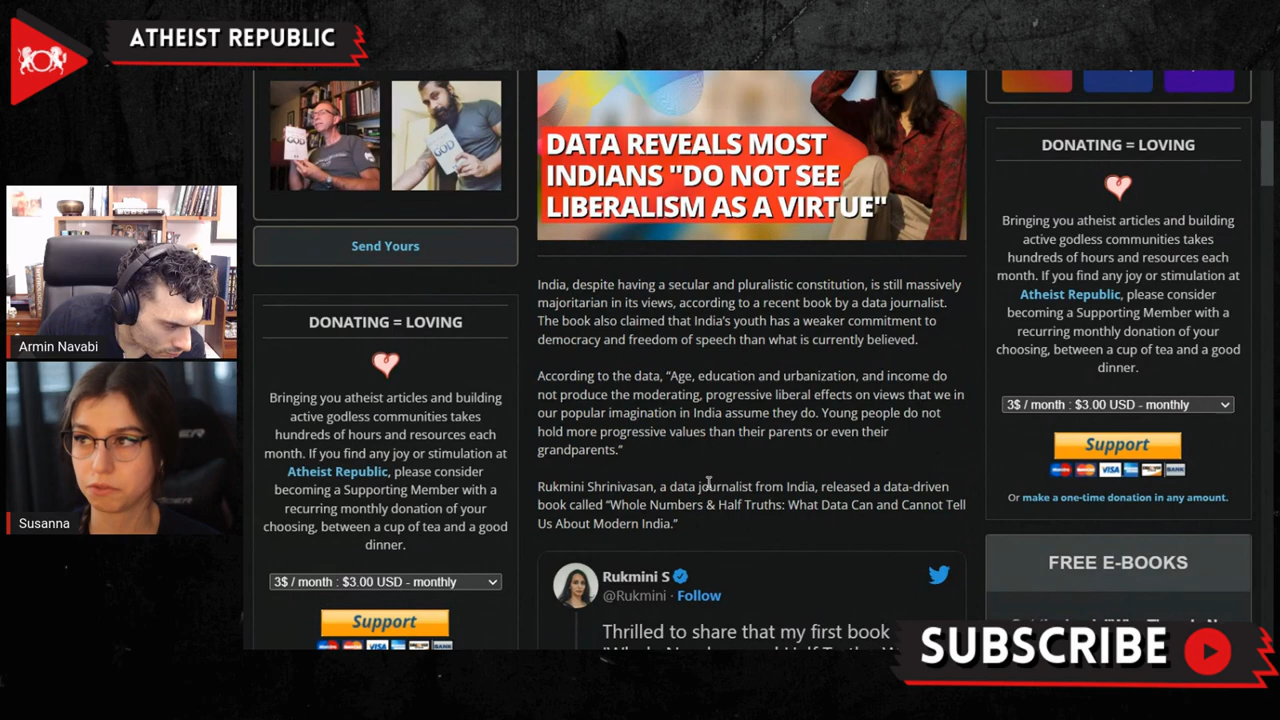 ATHEIST REPUBLIC
Armin Navabi
Susanna
GOD
GOD
Send Yours
DONATING = LOVING
Bringing you atheist articles and building
active godless communities takes
hundreds of hours and resources each
month. If you find any joy or stimulation at
Atheist Republic, please consider
becoming a Supporting Member with a
recurring monthly donation of your
choosing, between a cup of tea and a good
dinner.
3$ / month : $3.00 USD - monthly
Support
VISA
DATA REVEALS MOST
INDIANS "DO NOT SEE
LIBERALISM AS A VIRTUE"
India, despite having a secular and pluralistic constitution, is still massively
majoritarian in its views, according to a recent book by a data journalist.
The book also claimed that India's youth has a weaker commitment to
democracy and freedom of speech than what is currently believed.
According to the data, “Age, education and urbanization, and income do
not produce the moderating, progressive liberal effects on views that we in
our popular imagination in India assume they do. Young people do not
hold more progressive values than their parents or even their
grandparents.”
Rukmini Shrinivasan, a data journalist from India, released a data-driven
book called “Whole Numbers & Half Truths: What Data Can and Cannot Tell
Us About Modern India.”
Rukmini S
@Rukmini · Follow
Thrilled to share that my first book
DONATING = LOVING
Bringing you atheist articles and building
active godless communities takes
hundreds of hours and resources each
month. If you find any joy or stimulation at
Atheist Republic, please consider
becoming a Supporting Member with a
recurring monthly donation of your
choosing, between a cup of tea and a good
dinner.
3$ / month : $3.00 USD - monthly
Support
VISA BANK
Or make a one-time donation in any amount.
FREE E-BOOKS
SUBSCRIBE